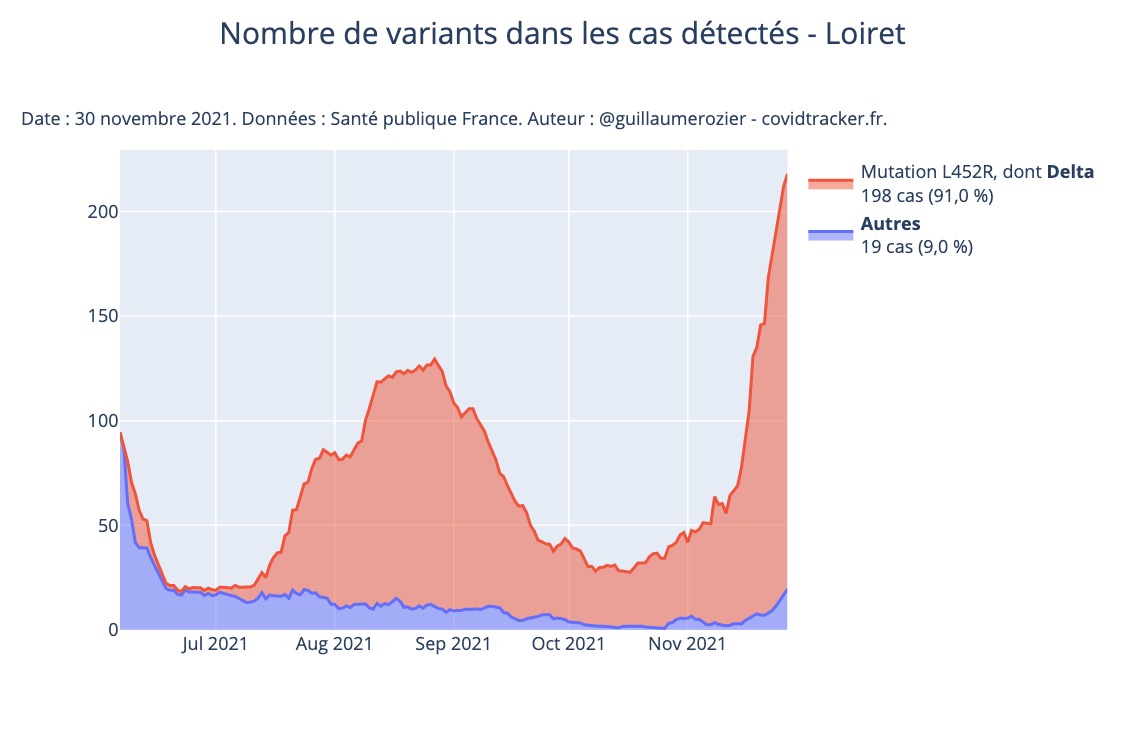 Nombre de variants dans les cas détectés - Loiret
Date : 30 novembre 2021. Données : Santé publique France. Auteur : @guillaumerozier - covidtracker.fr.
Mutation L452R, dont Delta
198 cas (91,0 %)
Autres
19 cas (9,0 %)
200
150
100
50
0
Jul 2021
Aug 2021
Sep 2021
Oct 2021
Nov 2021